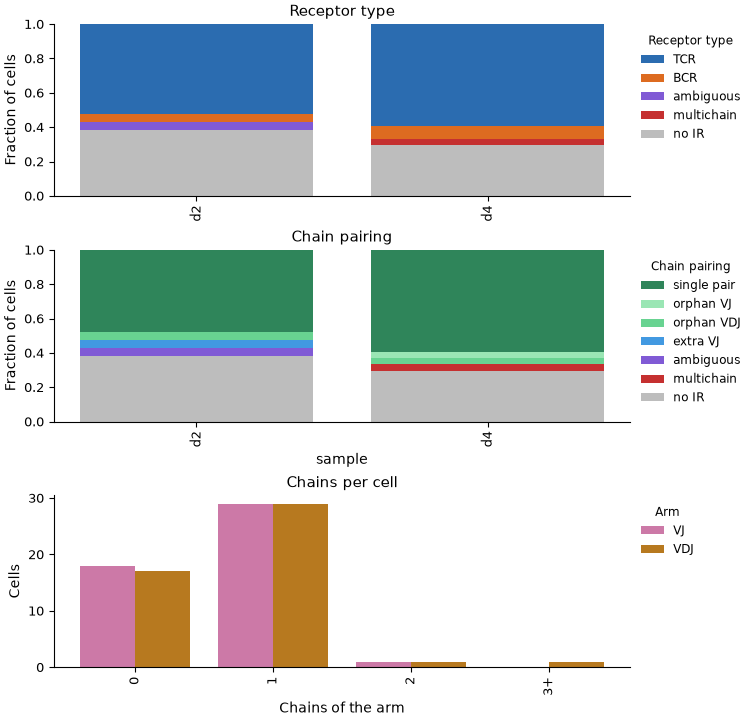 Receptor type
Fraction of cells
1.0
0.8
0.6
0.4
0.2
0.0
d2
d4
Receptor type
TCR
BCR
ambiguous
multichain
no IR
Chain pairing
Fraction of cells
1.0
0.8
0.6
0.4
0.2
0.0
d2
d4
sample
Chain pairing
single pair
orphan VJ
orphan VDJ
extra VJ
ambiguous
multichain
no IR
Chains per cell
Cells
30
20
10
0
0
1
2
3+
Chains of the arm
Arm
VJ
VDJ